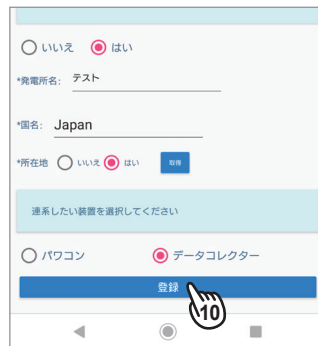 いいえ はい
*発電所名: テスト
*国名: Japan
*所在地 いいえ はい 取得
連系したい装置を選択してください
パワコン データコレクター
登録
10